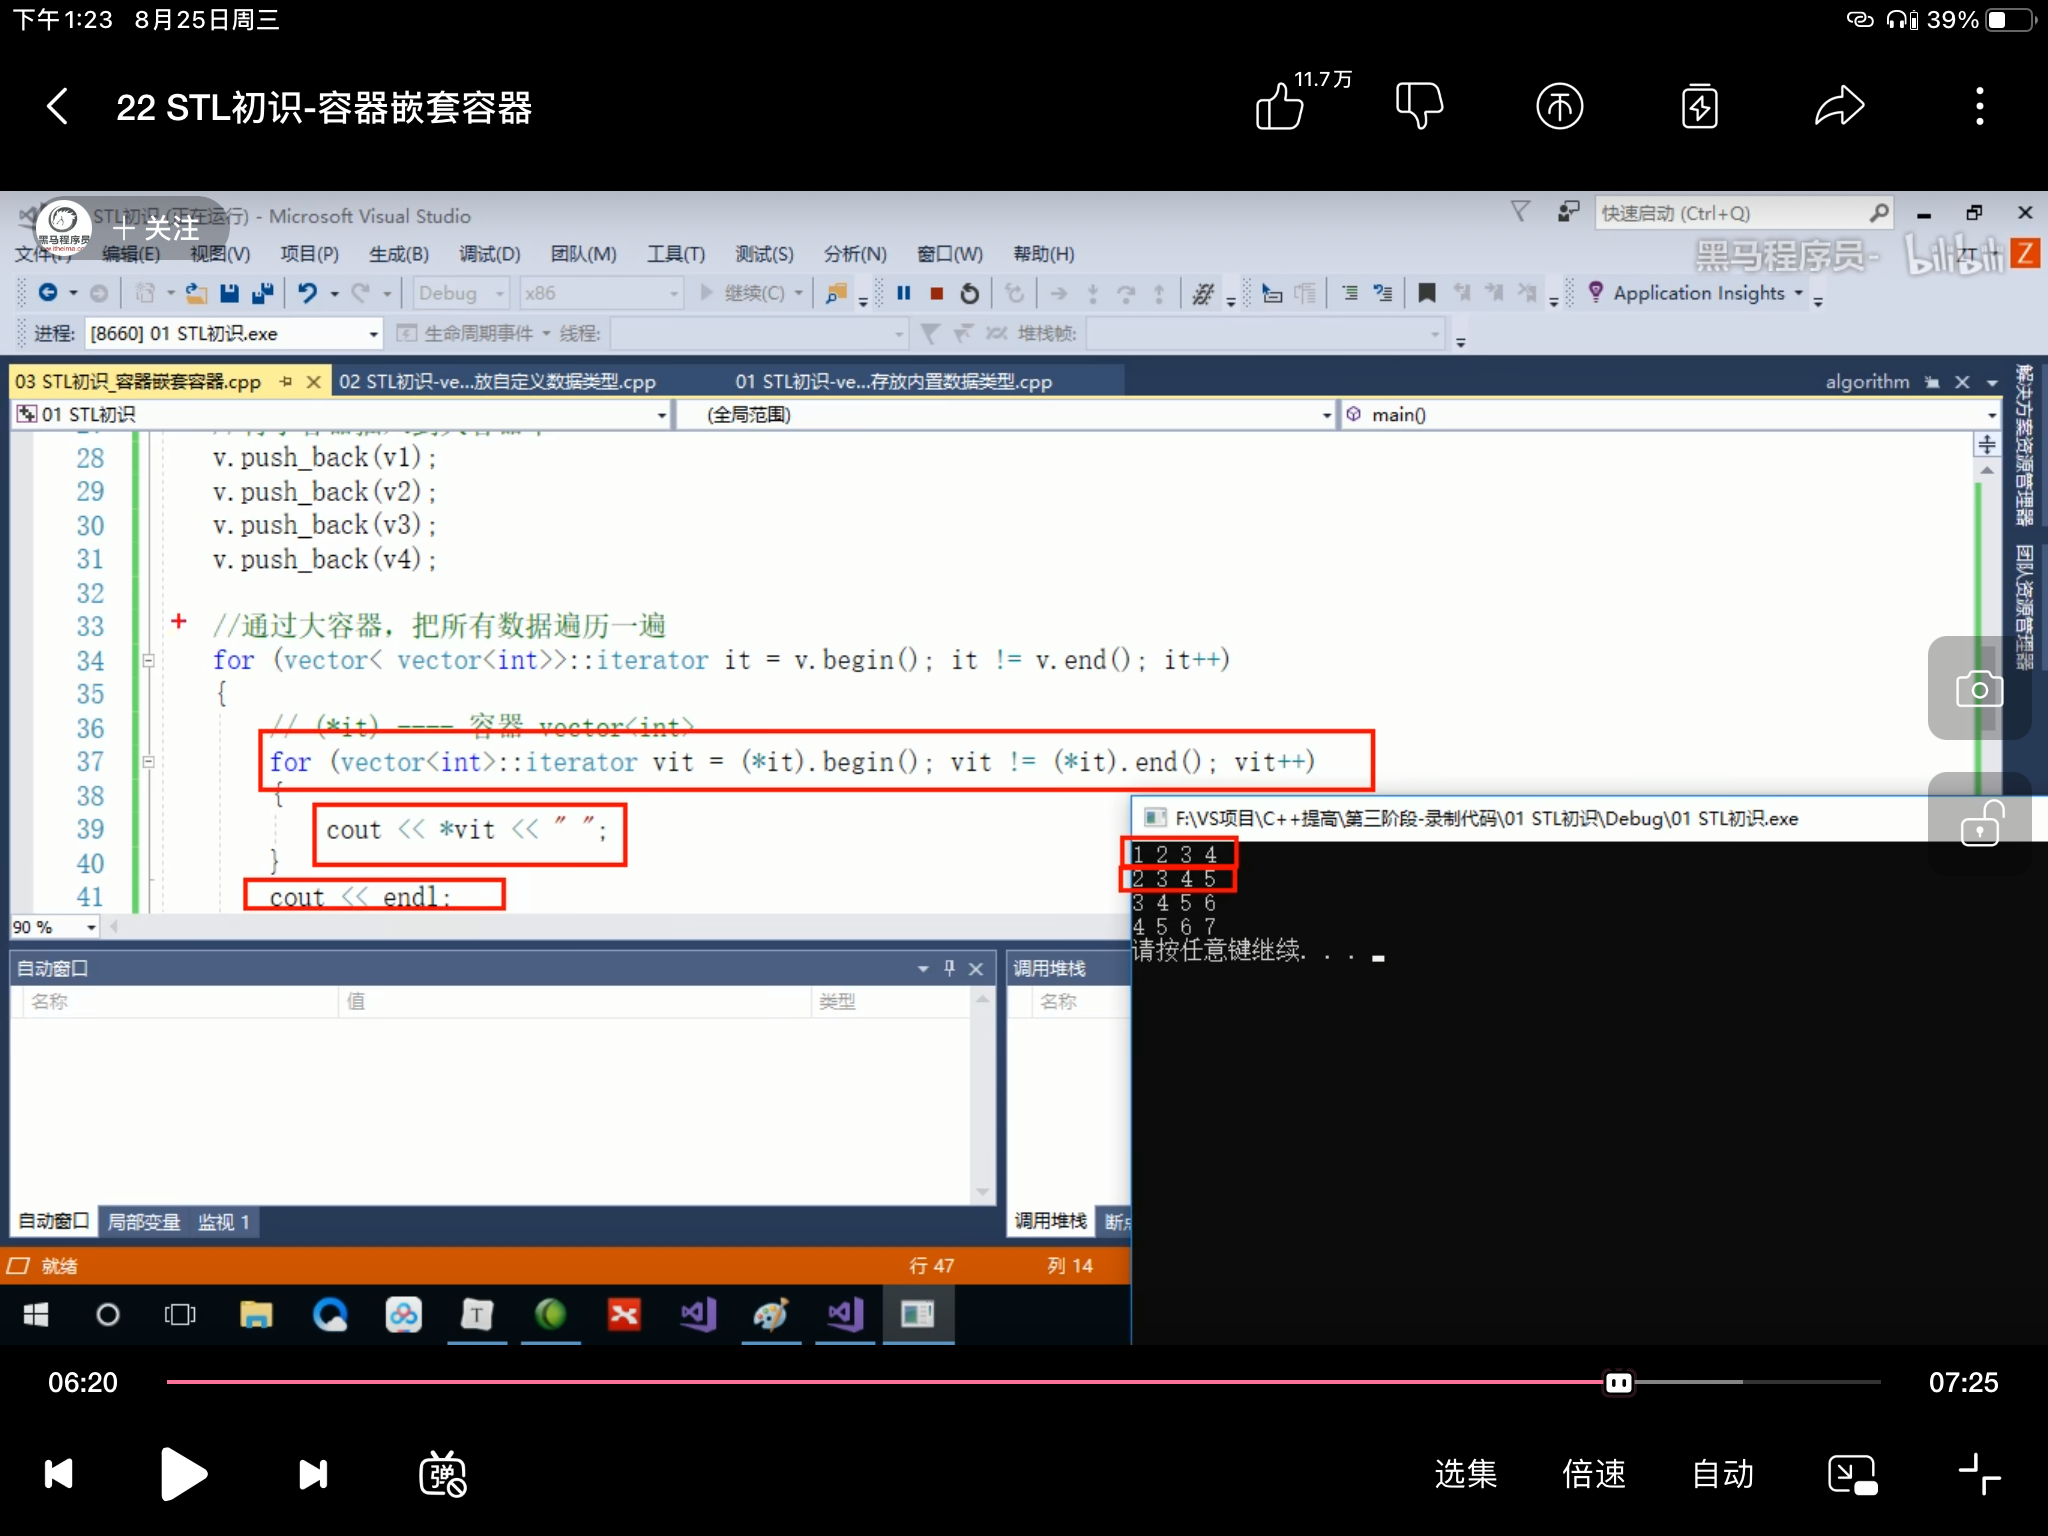 下午1:23 8月25日周三
39%
22 STL初识-容器嵌套容器
11.7万
STL初识 (正在运行) - Microsoft Visual Studio
+ 关注
快速启动 (Ctrl+Q)
黑马程序员-
bilibili
文件(F) 编辑(E) 视图(V) 项目(P) 生成(B) 调试(D) 团队(M) 工具(T) 测试(S) 分析(N) 窗口(W) 帮助(H)
ZT
Z
Debug x86 继续(C) Application Insights
进程: [8660] 01 STL初识.exe 生命周期事件 线程: 堆栈帧:
03 STL初识_容器嵌套容器.cpp 02 STL初识-ve...放自定义数据类型.cpp 01 STL初识-ve...存放内置数据类型.cpp algorithm
01 STL初识 (全局范围) main()
解决方案资源管理器
团队资源管理器
28 v.push_back(v1);
29 v.push_back(v2);
30 v.push_back(v3);
31 v.push_back(v4);
32
33 //通过大容器，把所有数据遍历一遍
34 for (vector< vector<int>>::iterator it = v.begin(); it != v.end(); it++)
35 {
36 // (*it) ---- 容器 vector<int>
37 for (vector<int>::iterator vit = (*it).begin(); vit != (*it).end(); vit++)
38 {
39 cout << *vit << " ";
40 }
41 cout << endl;
90 %
F:\VS项目\C++提高\第三阶段-录制代码\01 STL初识\Debug\01 STL初识.exe
1 2 3 4
2 3 4 5
3 4 5 6
4 5 6 7
请按任意键继续. . .
自动窗口
名称 值 类型
调用堆栈
名称
自动窗口 局部变量 监视 1
调用堆栈 断点
就绪 行 47 列 14
06:20
07:25
弹
选集 倍速 自动